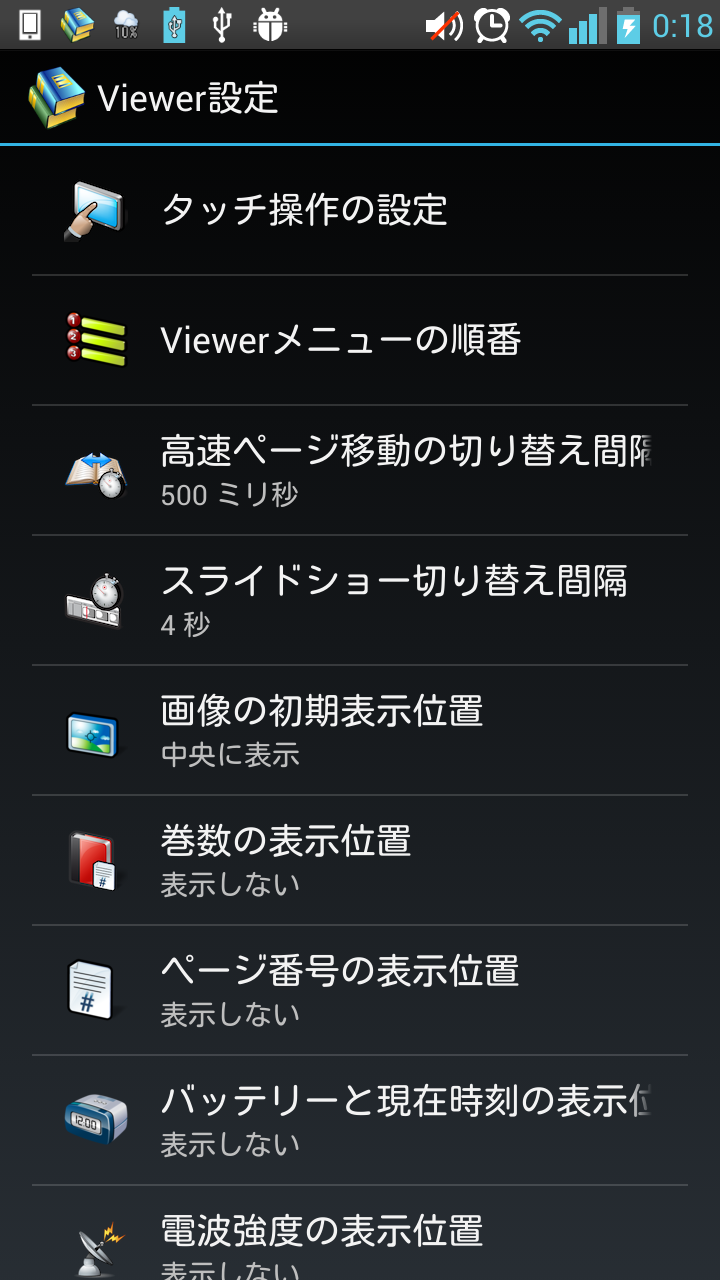 10%
0:18
Viewer設定
タッチ操作の設定
Viewerメニューの順番
高速ページ移動の切り替え間隔
500 ミリ秒
スライドショー切り替え間隔
4 秒
画像の初期表示位置
中央に表示
巻数の表示位置
表示しない
ページ番号の表示位置
表示しない
バッテリーと現在時刻の表示位
12:00
表示しない
電波強度の表示位置
表示しない